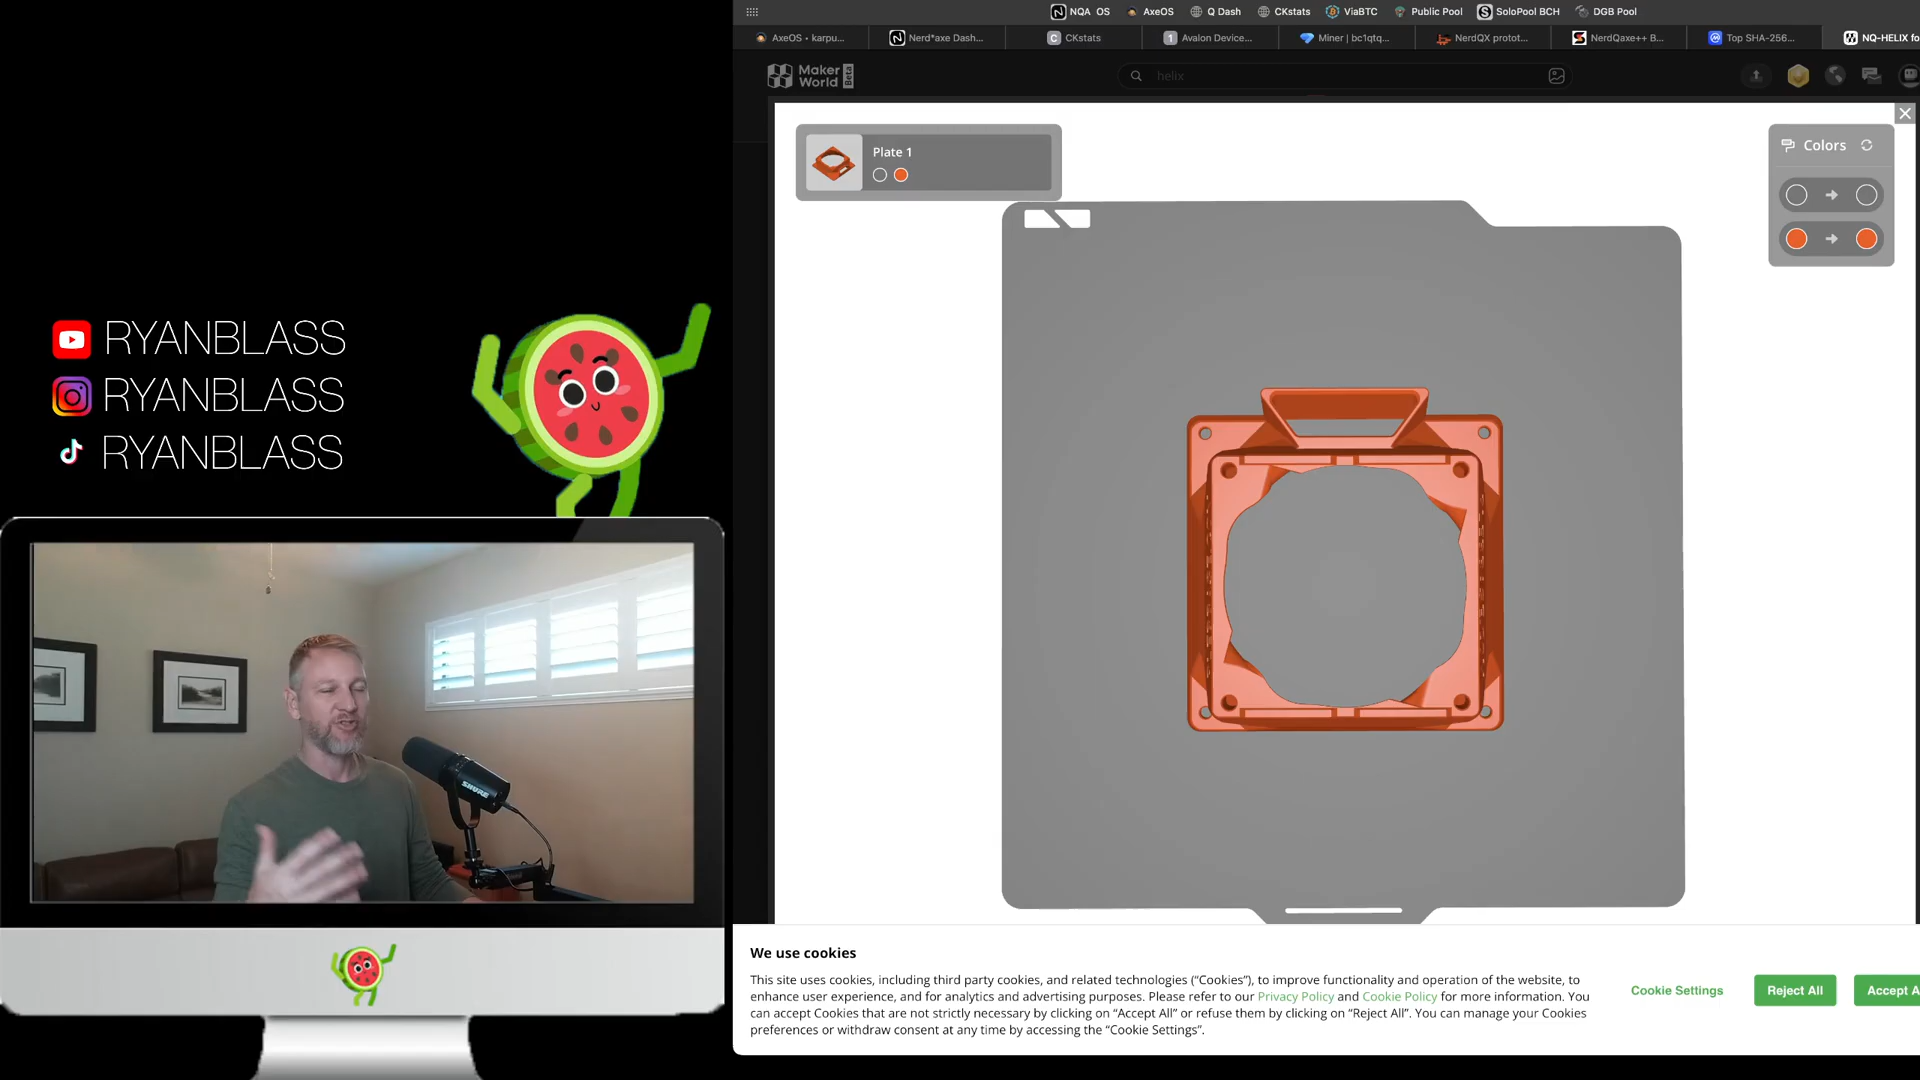 NQA OS
AxeOS
Q Dash
CKstats
ViaBTC
Public Pool
SoloPool BCH
DGB Pool
AxeOS • karpu...
Nerd*axe Dash...
C
CKstats
1
Avalon Device...
Miner | bc1qtq...
NerdQX protot...
NerdQaxe++ B...
Top SHA-256...
NQ-HELIX fo
Maker
World
Beta
helix
Plate 1
Colors
RYANBLASS
RYANBLASS
RYANBLASS
SHURE
We use cookies
This site uses cookies, including third party cookies, and related technologies (“Cookies”), to improve functionality and operation of the website, to
enhance user experience, and for analytics and advertising purposes. Please refer to our Privacy Policy and Cookie Policy for more information. You
can accept Cookies that are not strictly necessary by clicking on “Accept All” or refuse them by clicking on “Reject All”. You can manage your Cookies
preferences or withdraw consent at any time by accessing the “Cookie Settings”.
Cookie Settings
Reject All
Accept A